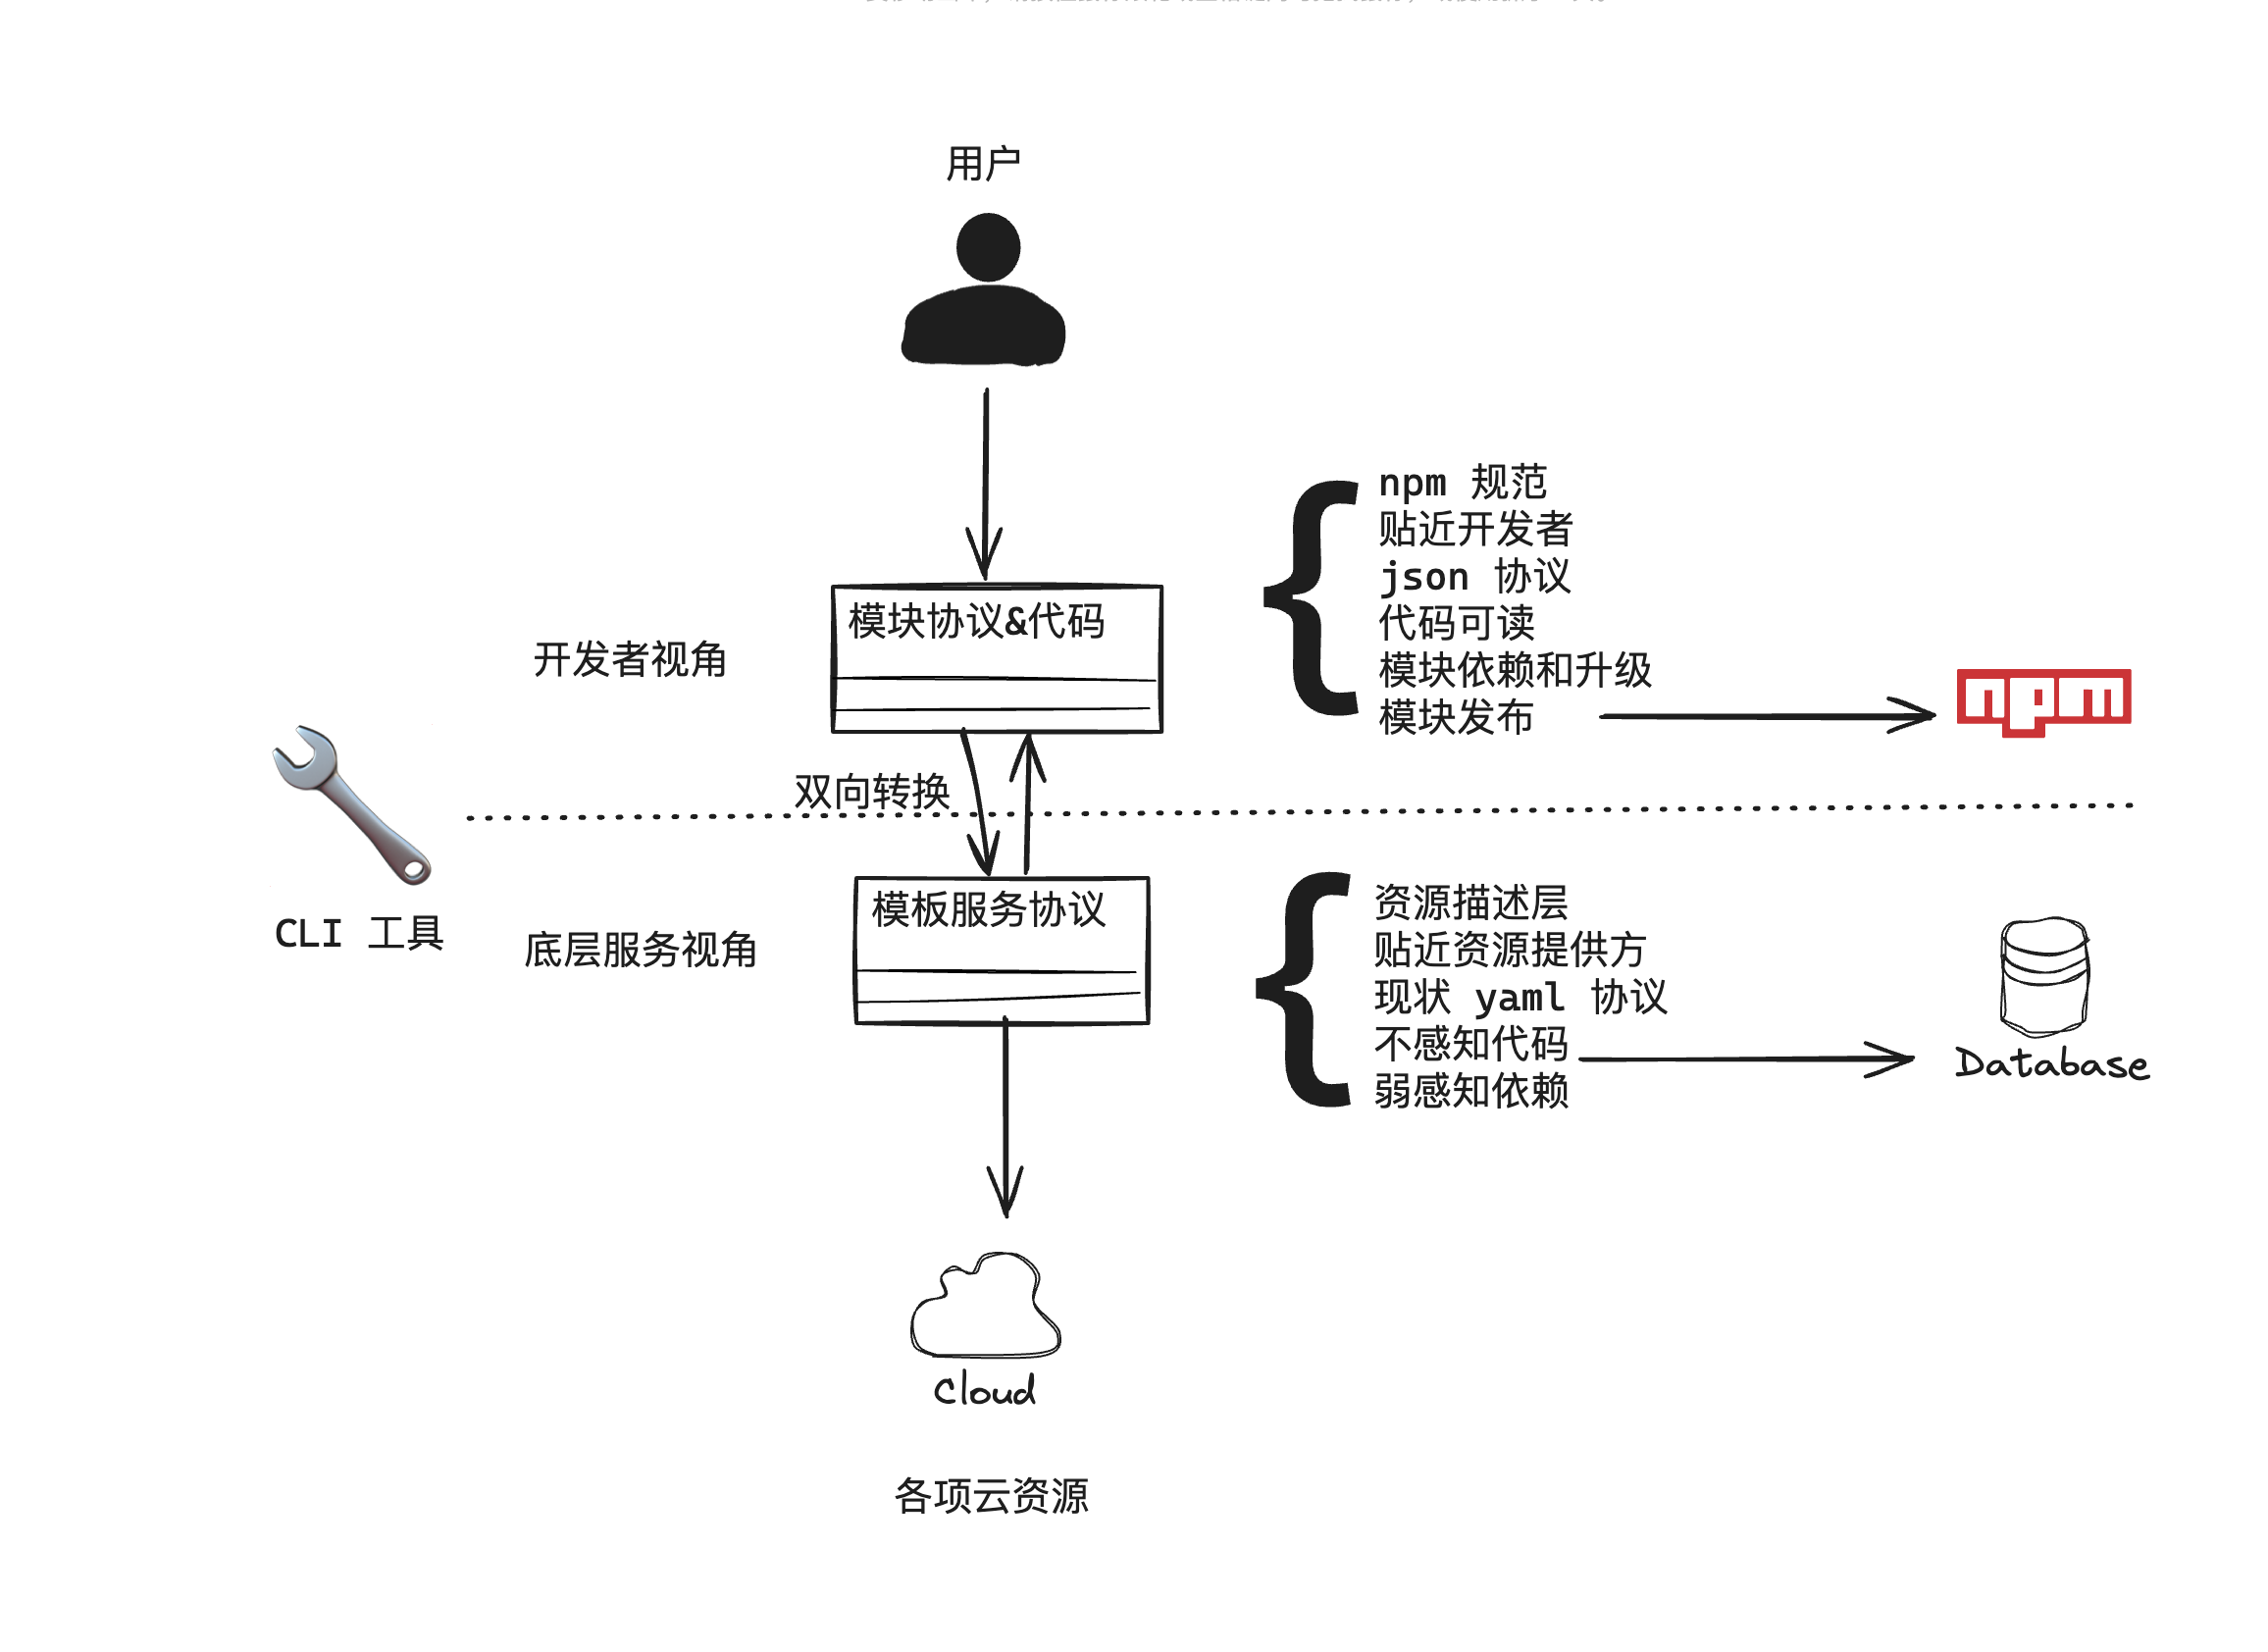 用户
npm 规范
贴近开发者
json 协议
代码可读
模块依赖和升级
模块发布
模块协议&代码
开发者视角
npm
双向转换
CLI 工具
底层服务视角
模板服务协议
资源描述层
贴近资源提供方
现状 yaml 协议
不感知代码
弱感知依赖
Database
Cloud
各项云资源